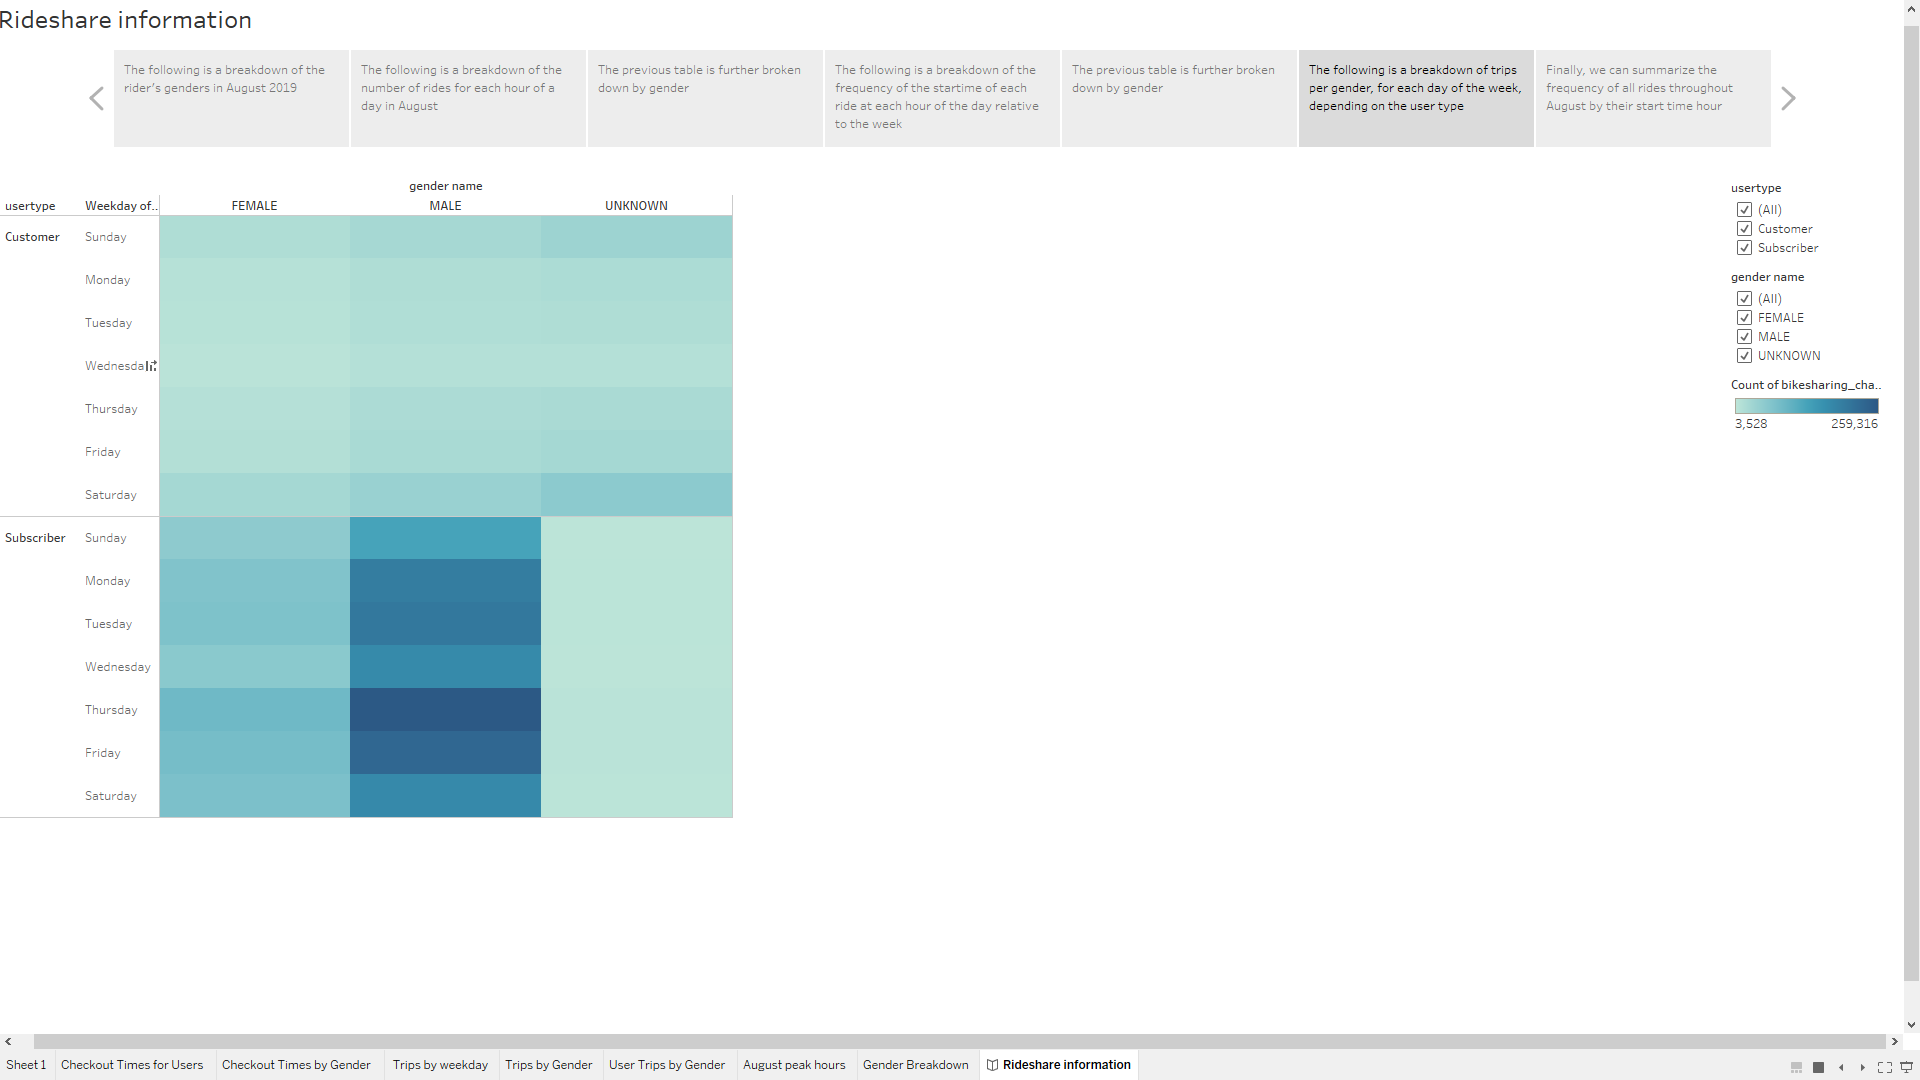 Rideshare information
The following is a breakdown of the
rider's genders in August 2019
The following is a breakdown of the
number of rides for each hour of a
day in August
The previous table is further broken
down by gender
The following is a breakdown of the
frequency of the startime of each
ride at each hour of the day relative
to the week
The previous table is further broken
down by gender
The following is a breakdown of trips
per gender, for each day of the week,
depending on the user type
Finally, we can summarize the
frequency of all rides throughout
August by their start time hour
gender name
usertype Weekday of.. FEMALE MALE UNKNOWN
Customer Sunday
Monday
Tuesday
Wednesda
Thursday
Friday
Saturday
Subscriber Sunday
Monday
Tuesday
Wednesday
Thursday
Friday
Saturday
usertype
(All)
Customer
Subscriber
gender name
(All)
FEMALE
MALE
UNKNOWN
Count of bikesharing_cha..
3,528 259,316
Sheet 1 Checkout Times for Users Checkout Times by Gender Trips by weekday Trips by Gender User Trips by Gender August peak hours Gender Breakdown Rideshare information